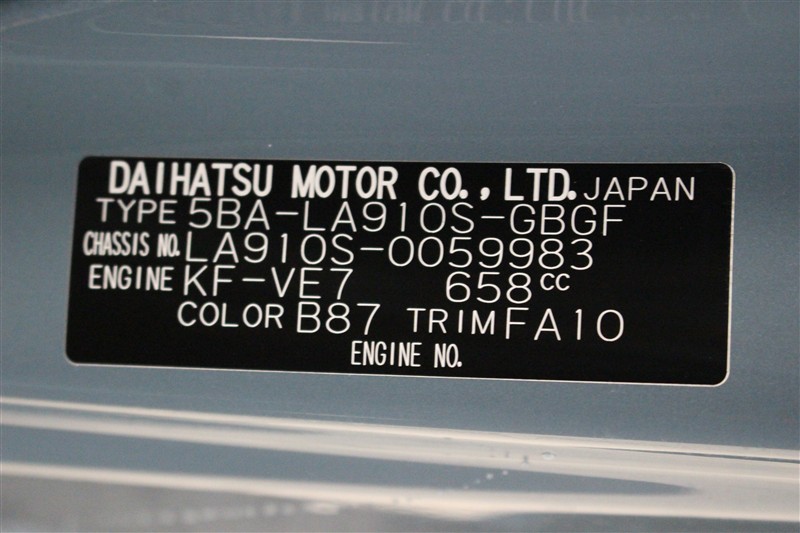 DAIHATSU MOTOR CO., LTD. JAPAN
TYPE 5BA-LA910S-GBGF
CHASSIS NO. LA910S-0059983
ENGINE KF-VE7 658cc
COLOR B87 TRIM FA10
ENGINE NO.